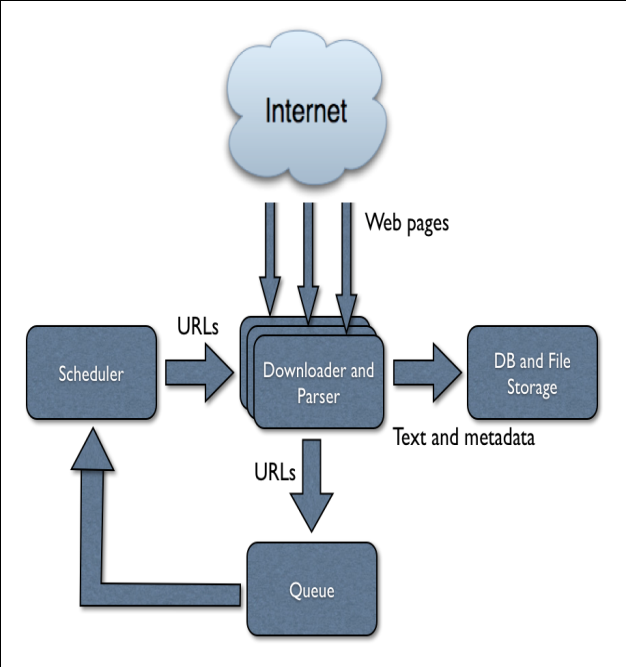 Internet
Web pages
URLs
Scheduler
Downloader and
Parser
DB and File
Storage
Text and metadata
URLs
Queue